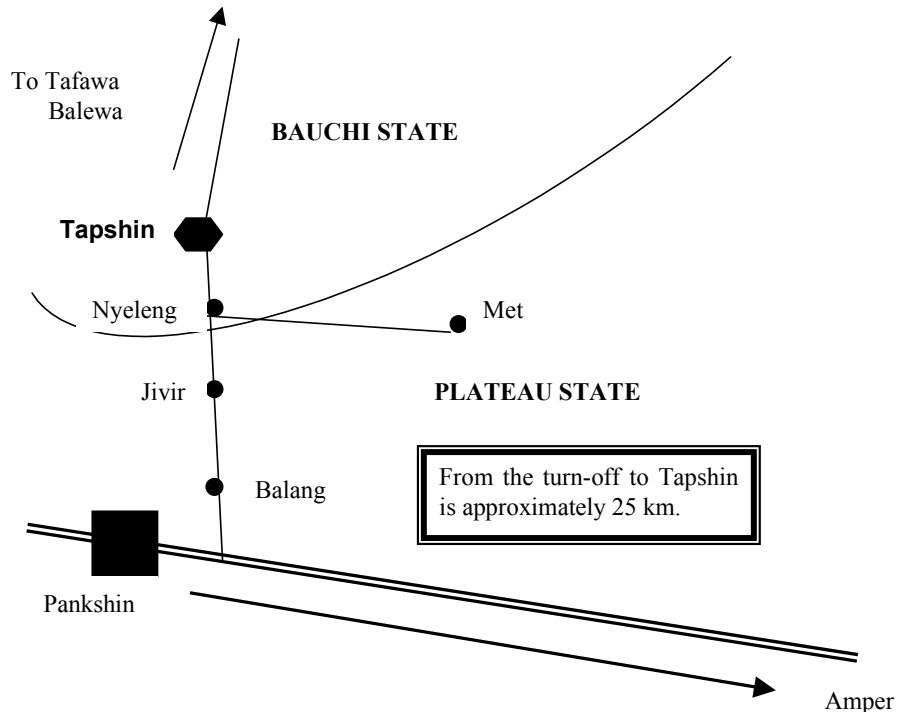 To Tafawa
Balewa
BAUCHI STATE
Tapshin
Nyeleng
Met
Jivir
PLATEAU STATE
From the turn-off to Tapshin
is approximately 25 km.
Balang
Pankshin
Amper